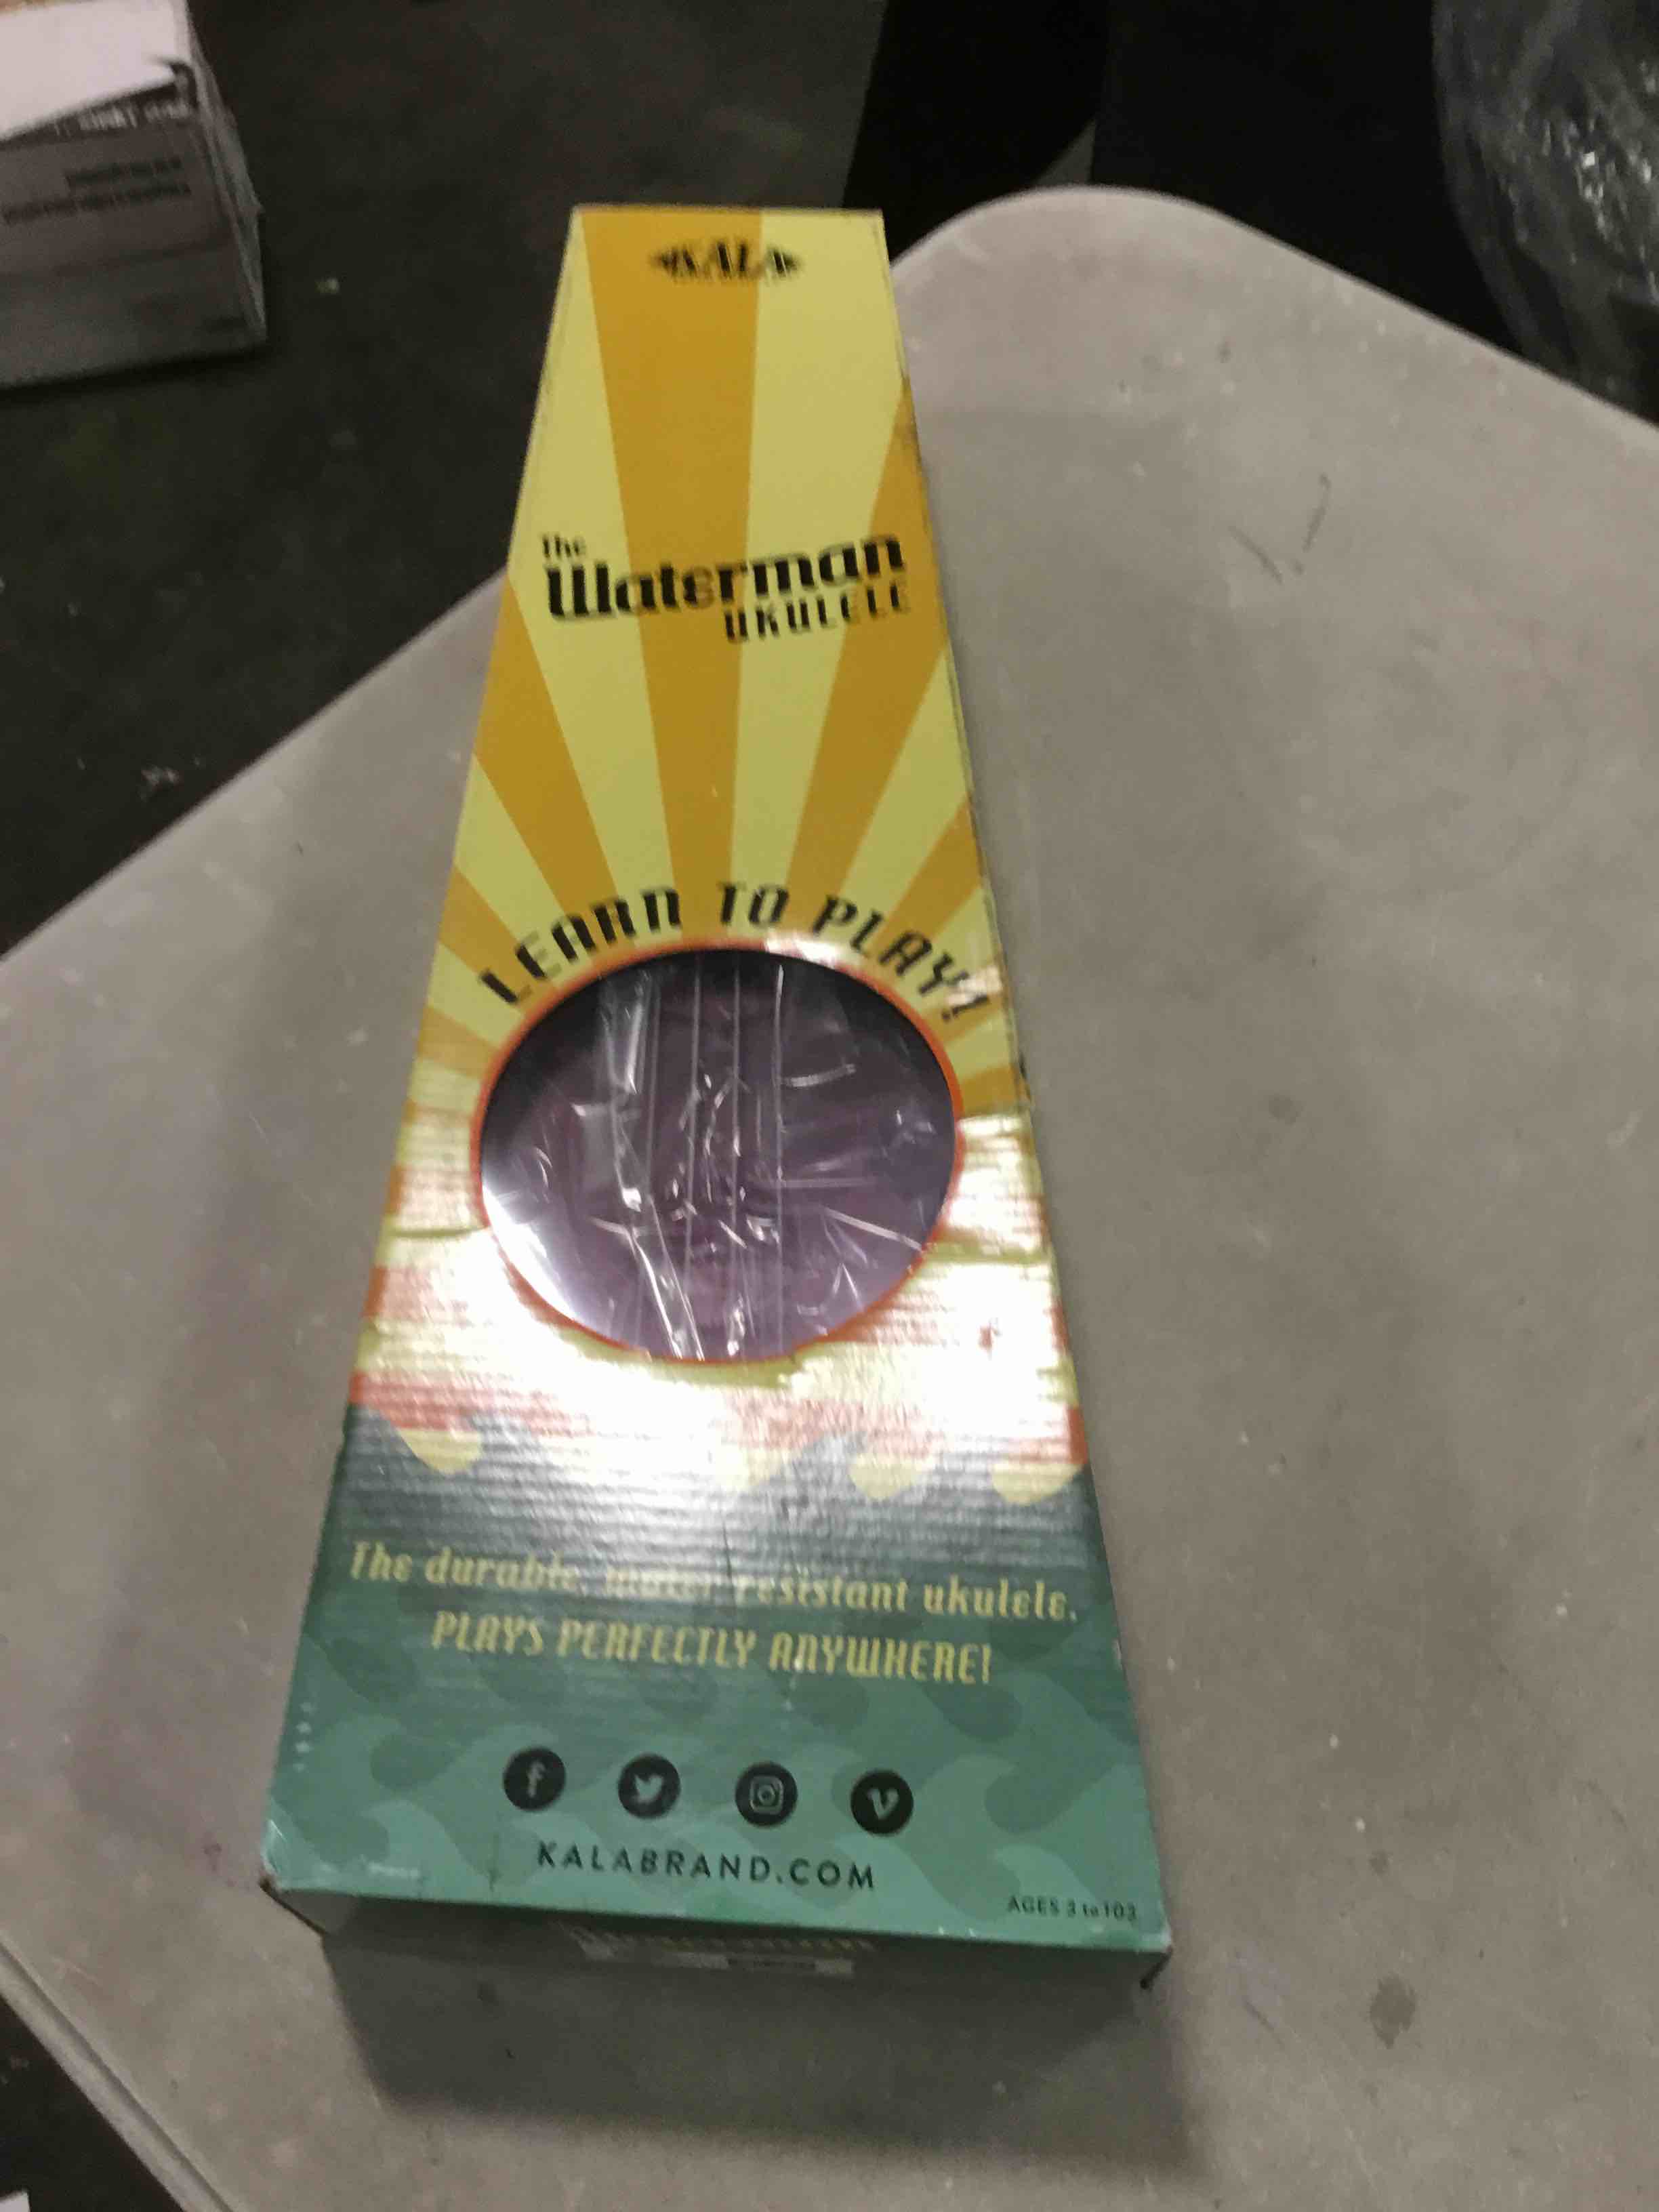 KALA
The
Waterman
UKULELE
LEARN TO PLAY!
The durable, water resistant ukulele.
PLAYS PERFECTLY ANYWHERE!
KALABRAND.COM
AGES 3 to 103